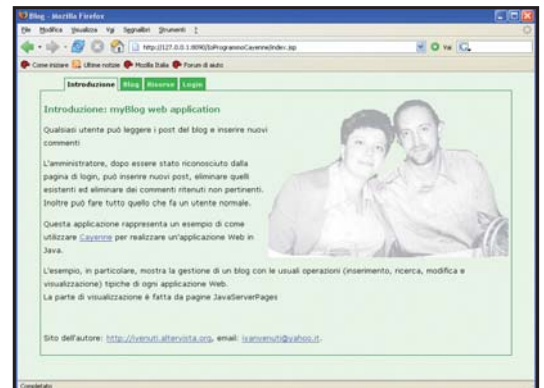 Blog - Mozilla Firefox
File Modifica Visualizza Vai Segnalibri Strumenti ?
http://127.0.0.1:8090/IoProgrammoCayenne/index.jsp Vai
Come iniziare Ultime notizie Mozilla Italia Forum di aiuto
Introduzione Blog Risorse Login
Introduzione: myBlog web application
Qualsiasi utente può leggere i post del blog e inserire nuovi
commenti
L'amministratore, dopo essere stato riconosciuto dalla
pagina di login, può inserire nuovi post, eliminare quelli
esistenti ed eliminare dei commenti ritenuti non pertinenti.
Inoltre può fare tutto quello che fa un utente normale.
Questa applicazione rappresenta un esempio di come
utilizzare Cayenne per realizzare un'applicazione Web in
Java.
L'esempio, in particolare, mostra la gestione di un blog con le usuali operazioni (inserimento, ricerca, modifica e
visualizzazione) tipiche di ogni applicazione Web.
La parte di visualizzazione è fatta da pagine JavaServerPages
Sito dell'autore: http://ivenuti.altervista.org, email: ivanvenuti@yahoo.it.
Completato